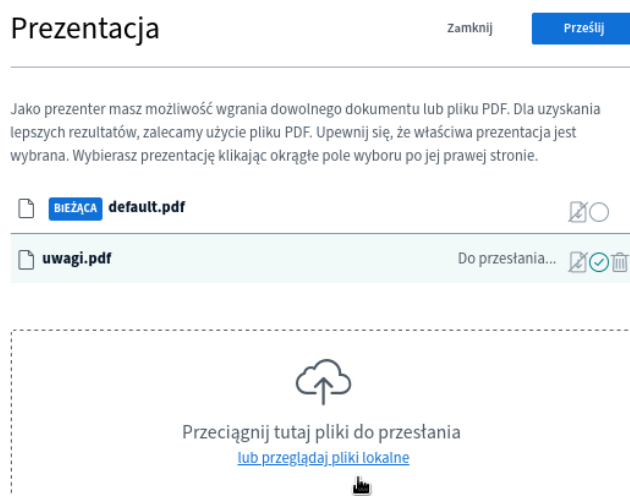 Prezentacja
Zamknij
Prześlij
Jako prezenter masz możliwość wgrania dowolnego dokumentu lub pliku PDF. Dla uzyskania
lepszych rezultatów, zalecamy użycie pliku PDF. Upewnij się, że właściwa prezentacja jest
wybrana. Wybierasz prezentację klikając okrągłe pole wyboru po jej prawej stronie.
BIEŻĄCA default.pdf
uwagi.pdf Do przesłania...
Przeciągnij tutaj pliki do przesłania
lub przeglądaj pliki lokalne